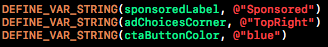 DEFINE_VAR_STRING(sponsoredLabel, @"Sponsored")
DEFINE_VAR_STRING(adChoicesCorner, @"TopRight")
DEFINE_VAR_STRING(ctaButtonColor, @"blue")